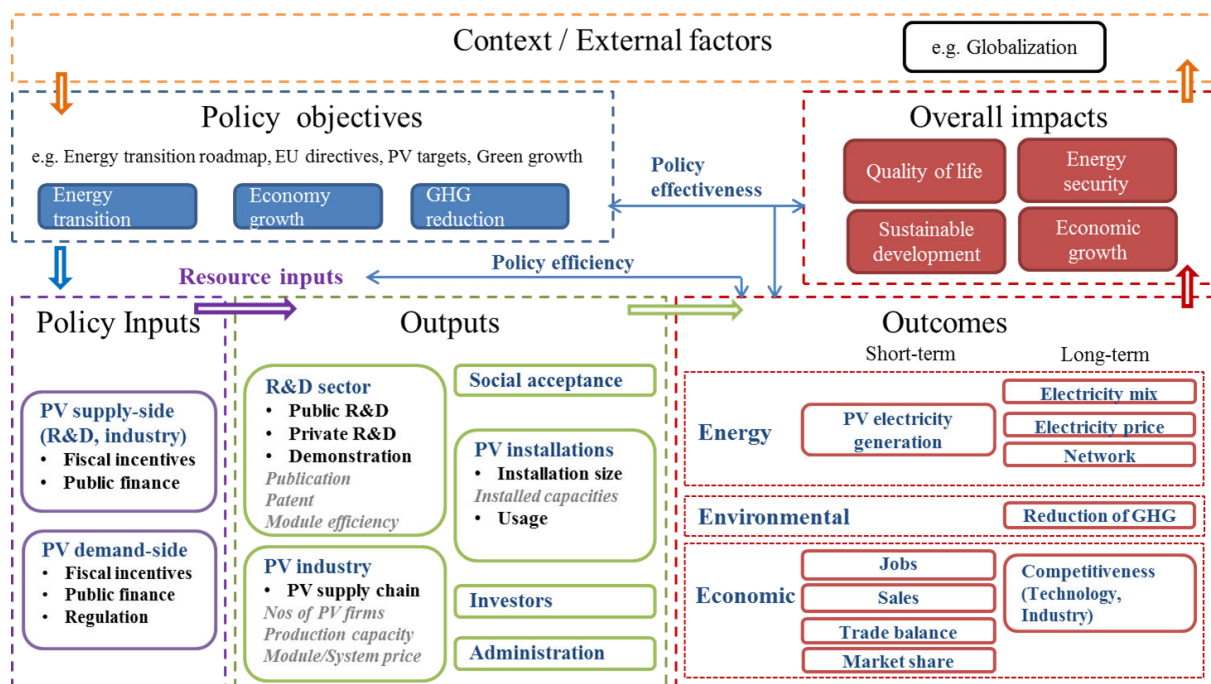 Context / External factors
e.g. Globalization
Policy objectives
e.g. Energy transition roadmap, EU directives, PV targets, Green growth
Energy
transition
Economy
growth
GHG
reduction
Policy
effectiveness
Overall impacts
Quality of life
Energy
security
Sustainable
development
Economic
growth
Resource inputs
Policy efficiency
Policy Inputs
PV supply-side
(R&D, industry)
• Fiscal incentives
• Public finance
PV demand-side
• Fiscal incentives
• Public finance
• Regulation
Outputs
R&D sector
• Public R&D
• Private R&D
• Demonstration
Publication
Patent
Module efficiency
PV industry
• PV supply chain
Nos of PV firms
Production capacity
Module/System price
Social acceptance
PV installations
• Installation size
Installed capacities
• Usage
Investors
Administration
Outcomes
Short-term
Long-term
Energy
PV electricity
generation
Electricity mix
Electricity price
Network
Environmental
Reduction of GHG
Economic
Jobs
Sales
Trade balance
Market share
Competitiveness
(Technology,
Industry)